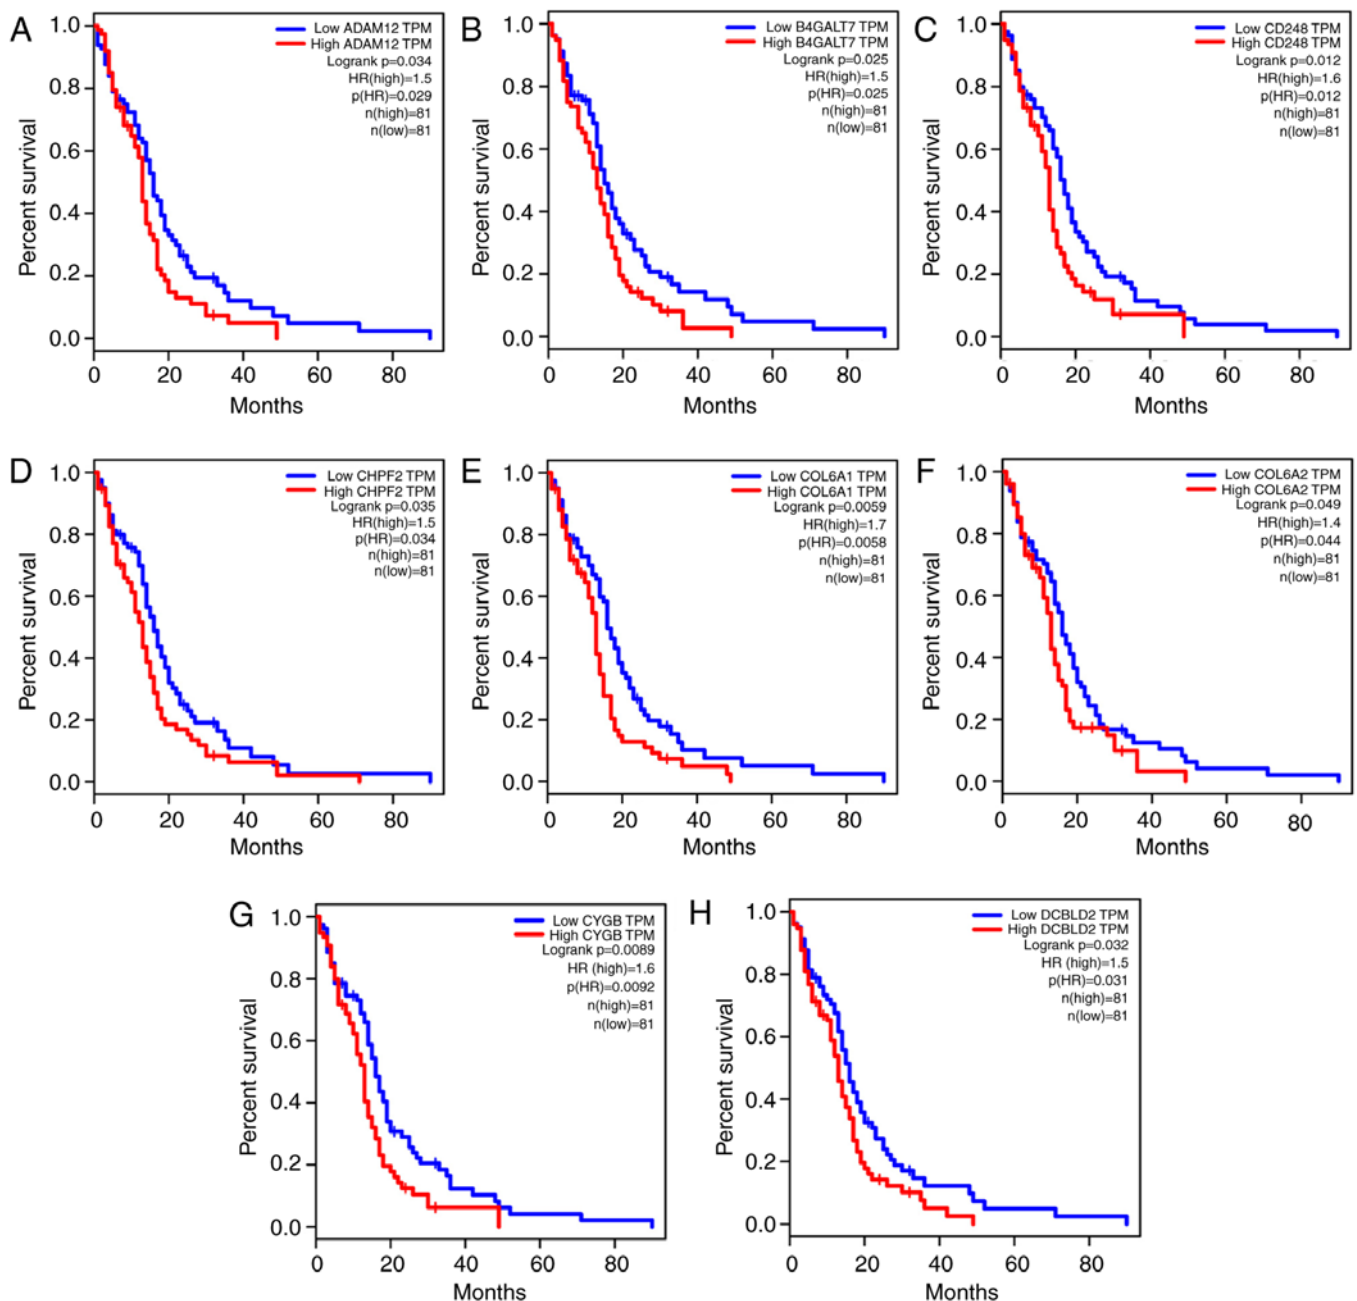 A
Low ADAM12 TPM
High ADAM12 TPM
Logrank p=0.034
HR(high)=1.5
p(HR)=0.029
n(high)=81
n(low)=81
Percent survival
1.0
0.8
0.6
0.4
0.2
0.0
0 20 40 60 80
Months
B
Low B4GALT7 TPM
High B4GALT7 TPM
Logrank p=0.025
HR(high)=1.5
p(HR)=0.025
n(high)=81
n(low)=81
Percent survival
1.0
0.8
0.6
0.4
0.2
0.0
0 20 40 60 80
Months
C
Low CD248 TPM
High CD248 TPM
Logrank p=0.012
HR(high)=1.6
p(HR)=0.012
n(high)=81
n(low)=81
Percent survival
1.0
0.8
0.6
0.4
0.2
0.0
0 20 40 60 80
Months
D
Low CHPF2 TPM
High CHPF2 TPM
Logrank p=0.035
HR(high)=1.5
p(HR)=0.034
n(high)=81
n(low)=81
Percent survival
1.0
0.8
0.6
0.4
0.2
0.0
0 20 40 60 80
Months
E
Low COL6A1 TPM
High COL6A1 TPM
Logrank p=0.0059
HR(high)=1.7
p(HR)=0.0058
n(high)=81
n(low)=81
Percent survival
1.0
0.8
0.6
0.4
0.2
0.0
0 20 40 60 80
Months
F
Low COL6A2 TPM
High COL6A2 TPM
Logrank p=0.049
HR(high)=1.4
p(HR)=0.044
n(high)=81
n(low)=81
Percent survival
1.0
0.8
0.6
0.4
0.2
0.0
0 20 40 60 80
Months
G
Low CYGB TPM
High CYGB TPM
Logrank p=0.0089
HR (high)=1.6
p(HR)=0.0092
n(high)=81
n(low)=81
Percent survival
1.0
0.8
0.6
0.4
0.2
0.0
0 20 40 60 80
Months
H
Low DCBLD2 TPM
High DCBLD2 TPM
Logrank p=0.032
HR (high)=1.5
p(HR)=0.031
n(high)=81
n(low)=81
Percent survival
1.0
0.8
0.6
0.4
0.2
0.0
0 20 40 60 80
Months